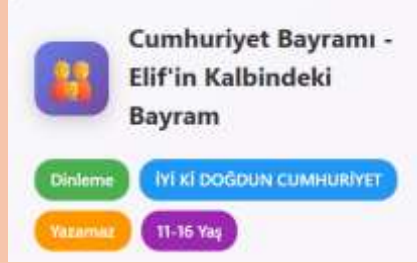 Cumhuriyet Bayramı -
Elif'in Kalbindeki
Bayram
Dinleme
İYİ Kİ DOĞDUN CUMHURİYET
Yazamaz
11-16 Yaş